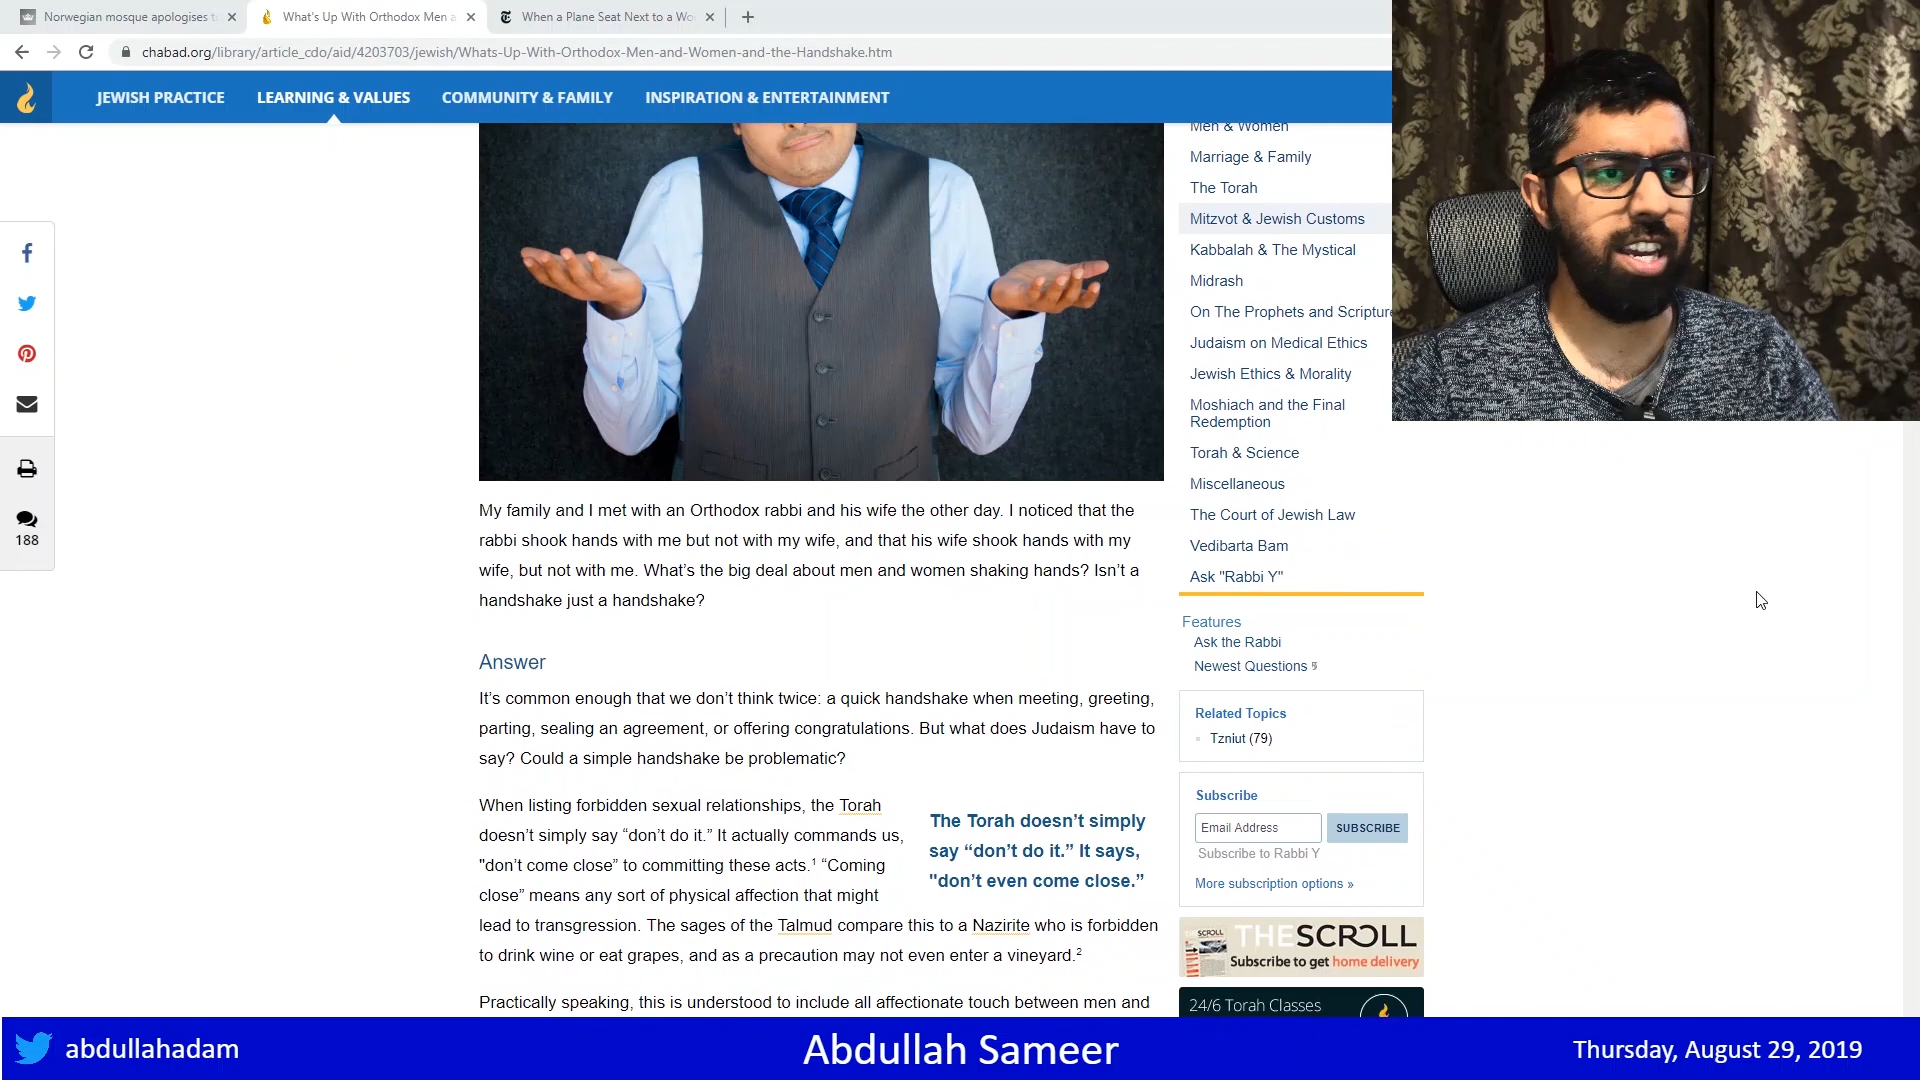 Norwegian mosque apologises t
What's Up With Orthodox Men a
When a Plane Seat Next to a Wo
chabad.org/library/article_cdo/aid/4203703/jewish/Whats-Up-With-Orthodox-Men-and-Women-and-the-Handshake.htm
JEWISH PRACTICE
LEARNING & VALUES
COMMUNITY & FAMILY
INSPIRATION & ENTERTAINMENT
188
My family and I met with an Orthodox rabbi and his wife the other day. I noticed that the
rabbi shook hands with me but not with my wife, and that his wife shook hands with my
wife, but not with me. What’s the big deal about men and women shaking hands? Isn’t a
handshake just a handshake?
Answer
It’s common enough that we don’t think twice: a quick handshake when meeting, greeting,
parting, sealing an agreement, or offering congratulations. But what does Judaism have to
say? Could a simple handshake be problematic?
When listing forbidden sexual relationships, the Torah
doesn’t simply say “don’t do it.” It actually commands us,
"don’t come close” to committing these acts.¹ “Coming
close” means any sort of physical affection that might
lead to transgression. The sages of the Talmud compare this to a Nazirite who is forbidden
to drink wine or eat grapes, and as a precaution may not even enter a vineyard.²
Practically speaking, this is understood to include all affectionate touch between men and
The Torah doesn’t simply
say “don’t do it.” It says,
"don’t even come close.”
Men & Women
Marriage & Family
The Torah
Mitzvot & Jewish Customs
Kabbalah & The Mystical
Midrash
On The Prophets and Scripture
Judaism on Medical Ethics
Jewish Ethics & Morality
Moshiach and the Final
Redemption
Torah & Science
Miscellaneous
The Court of Jewish Law
Vedibarta Bam
Ask "Rabbi Y"
Features
Ask the Rabbi
Newest Questions
Related Topics
Tzniut (79)
Subscribe
Email Address
SUBSCRIBE
Subscribe to Rabbi Y
More subscription options »
THE SCROLL
Subscribe to get home delivery
24/6 Torah Classes
abdullahadam
Abdullah Sameer
Thursday, August 29, 2019